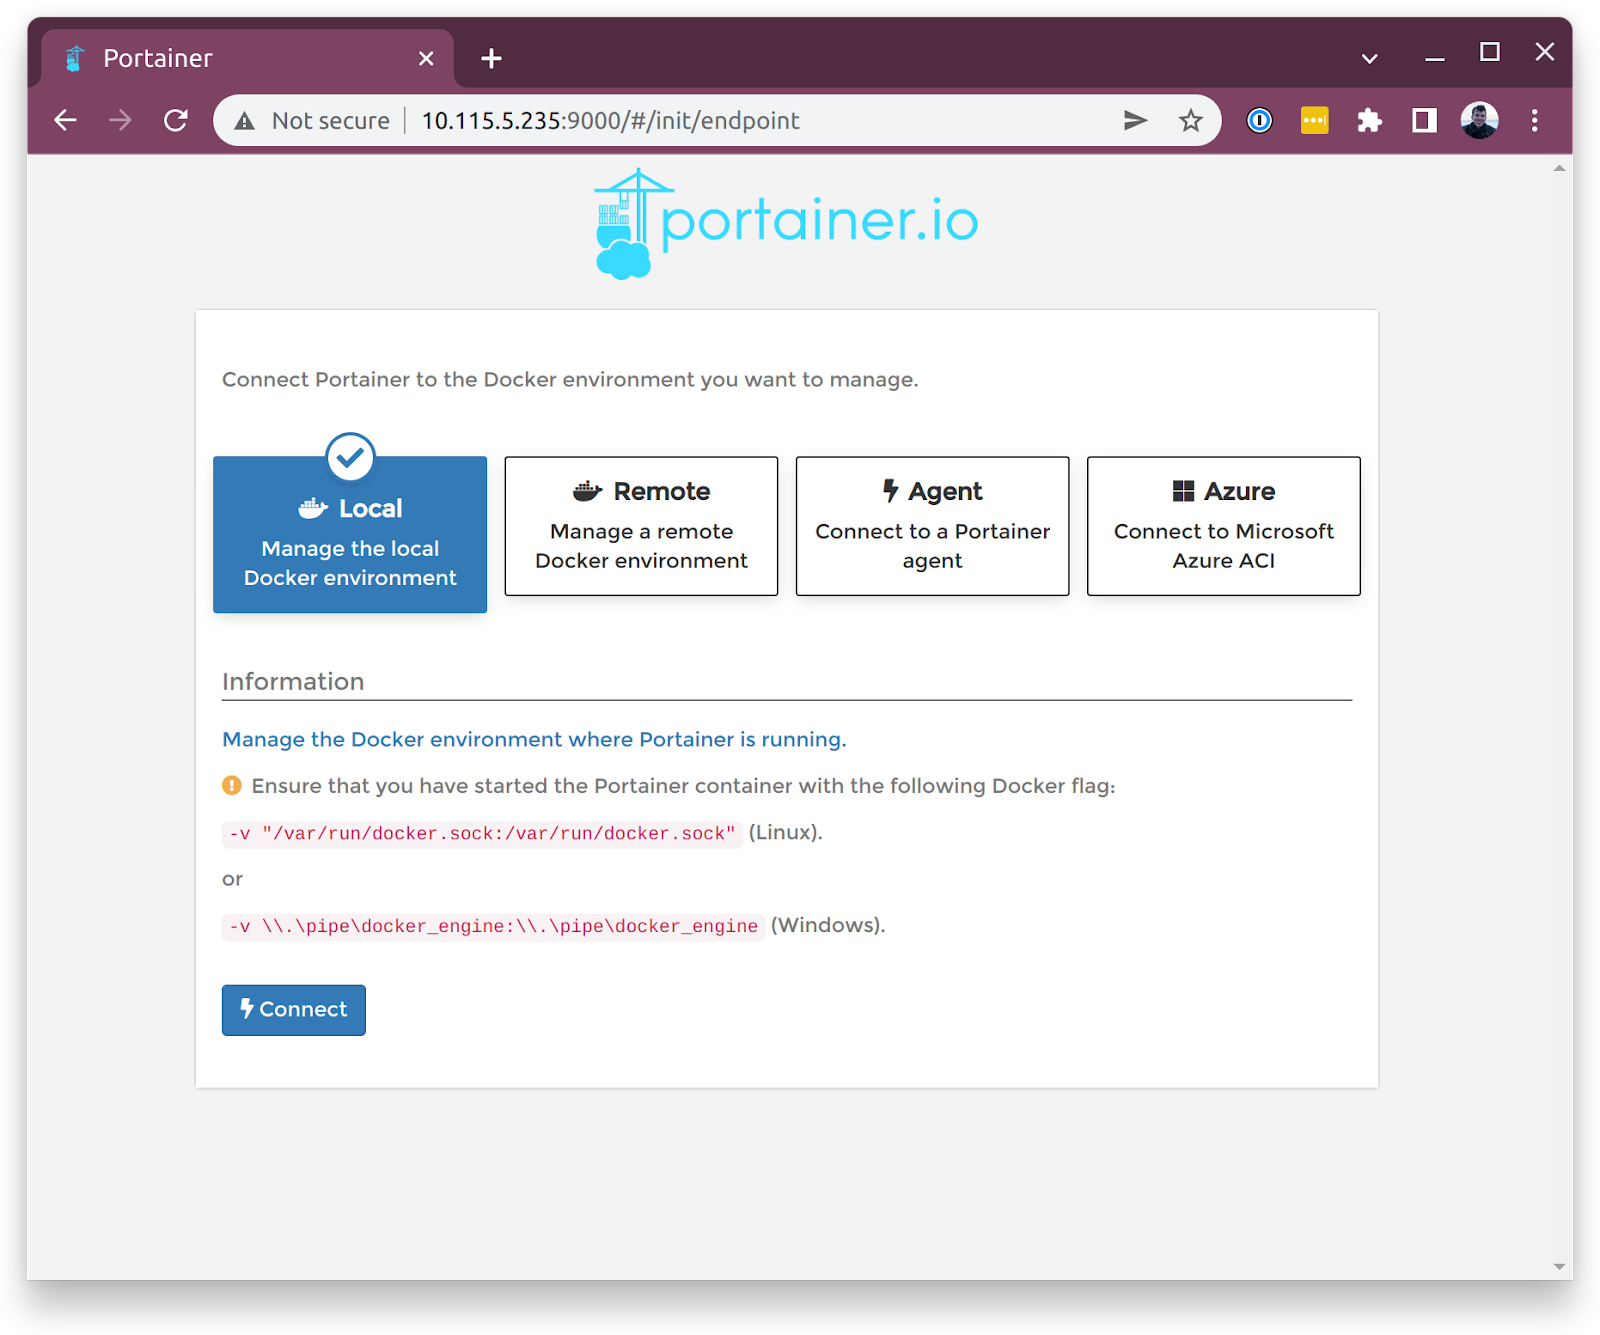 Portainer
Not secure
10.115.5.235:9000/#/init/endpoint
portainer.io
Connect Portainer to the Docker environment you want to manage.
Local
Manage the local
Docker environment
Remote
Manage a remote
Docker environment
Agent
Connect to a Portainer
agent
Azure
Connect to Microsoft
Azure ACI
Information
Manage the Docker environment where Portainer is running.
Ensure that you have started the Portainer container with the following Docker flag:
-v "/var/run/docker.sock:/var/run/docker.sock" (Linux).
or
-v \\.\pipe\docker_engine:\\.\pipe\docker_engine (Windows).
Connect